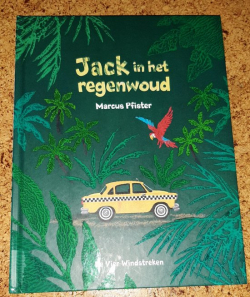 Jack in het
regenwoud
Marcus Pfister
De Vier Windstreken